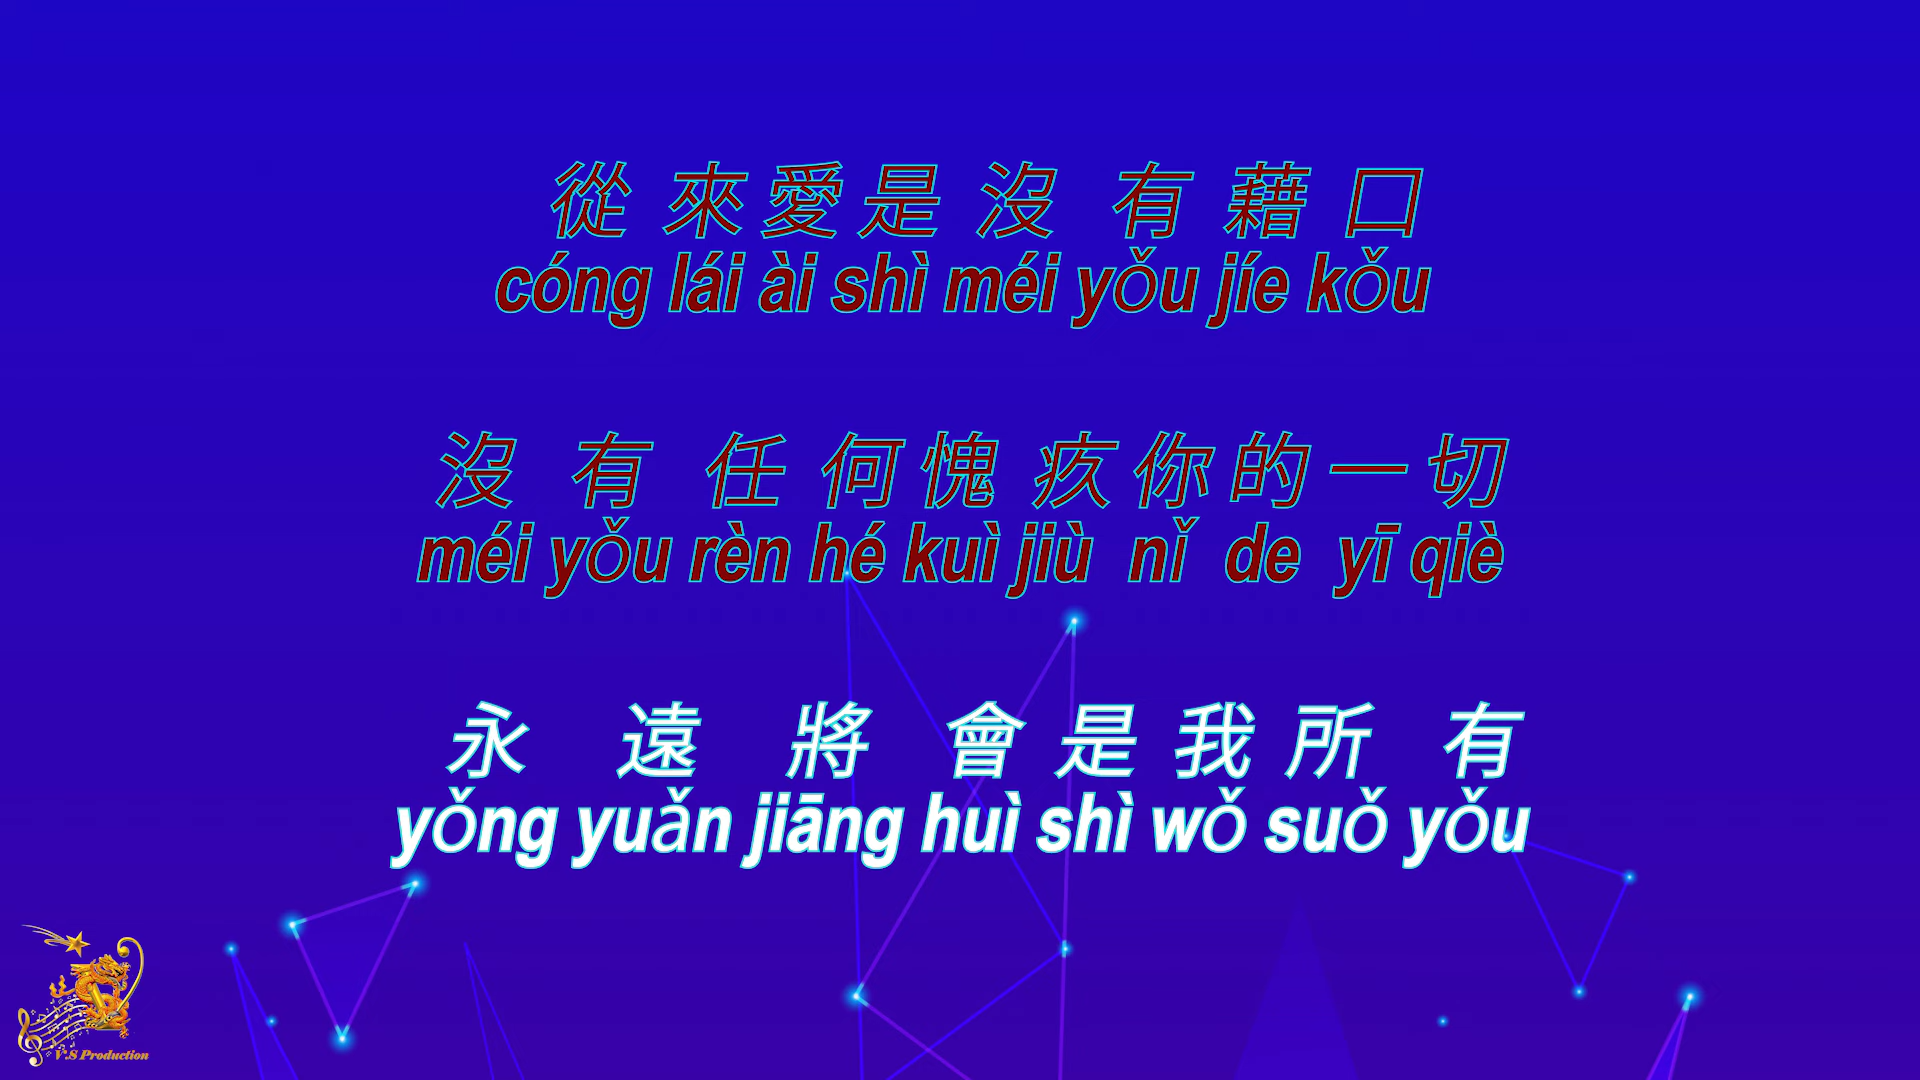 從來愛是沒有藉口
cóng lái ài shì méi yǒu jíe kǒu
沒有任何愧疚你的一切
méi yǒu rèn hé kuì jiù nǐ de yī qiè
永遠將會是我所有
yǒng yuǎn jiāng huì shì wǒ suǒ yǒu
V.S Production